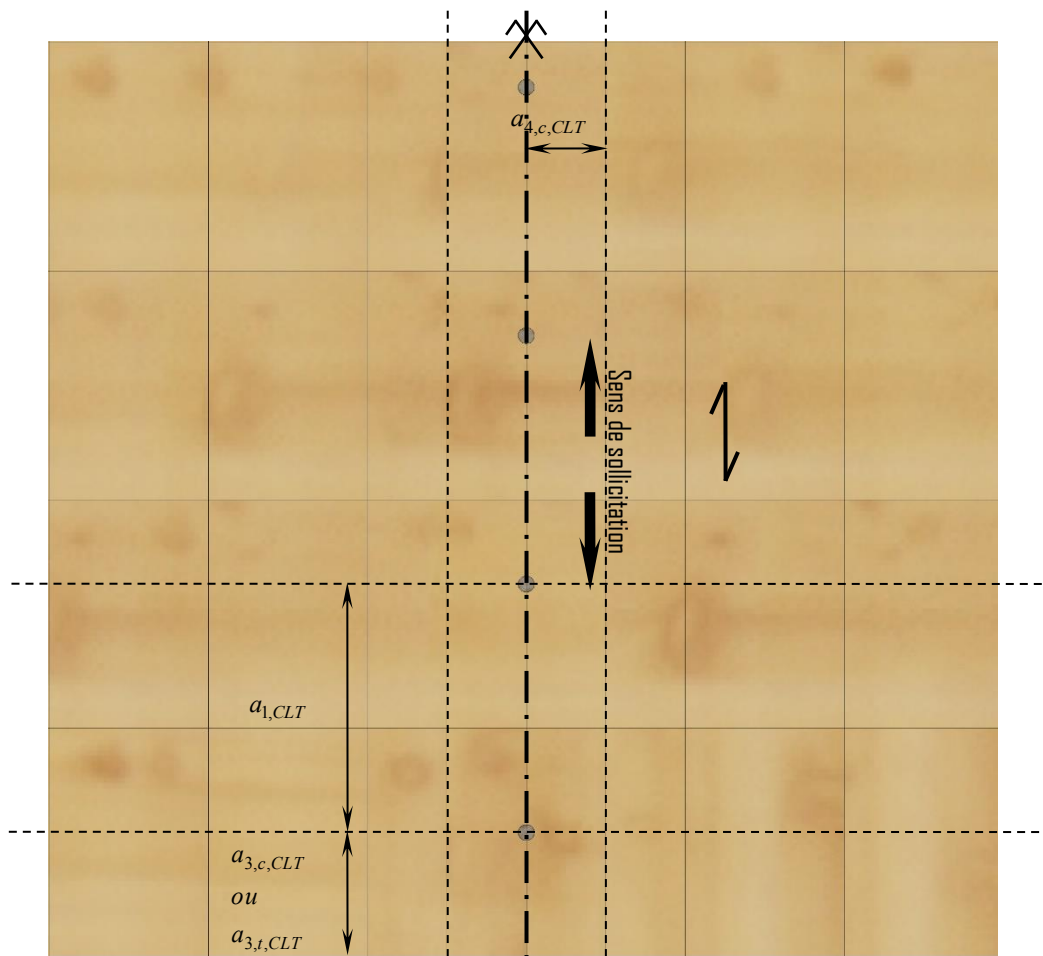 a4,c,CLT
Sens de sollicitation
a1,CLT
a3,c,CLT
ou
a3,t,CLT